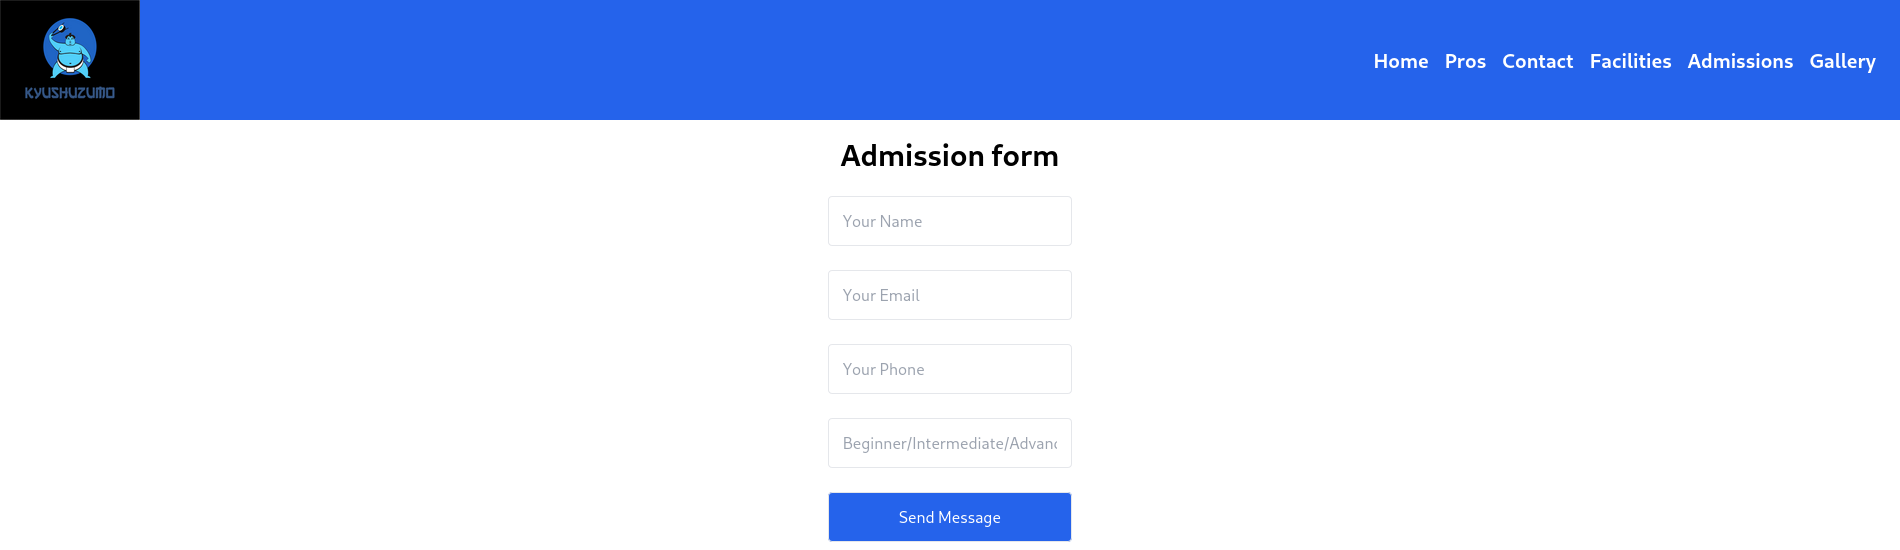 KYUSHUZUMO
Home Pros Contact Facilities Admissions Gallery
Admission form
Your Name
Your Email
Your Phone
Beginner/Intermediate/Advanc
Send Message